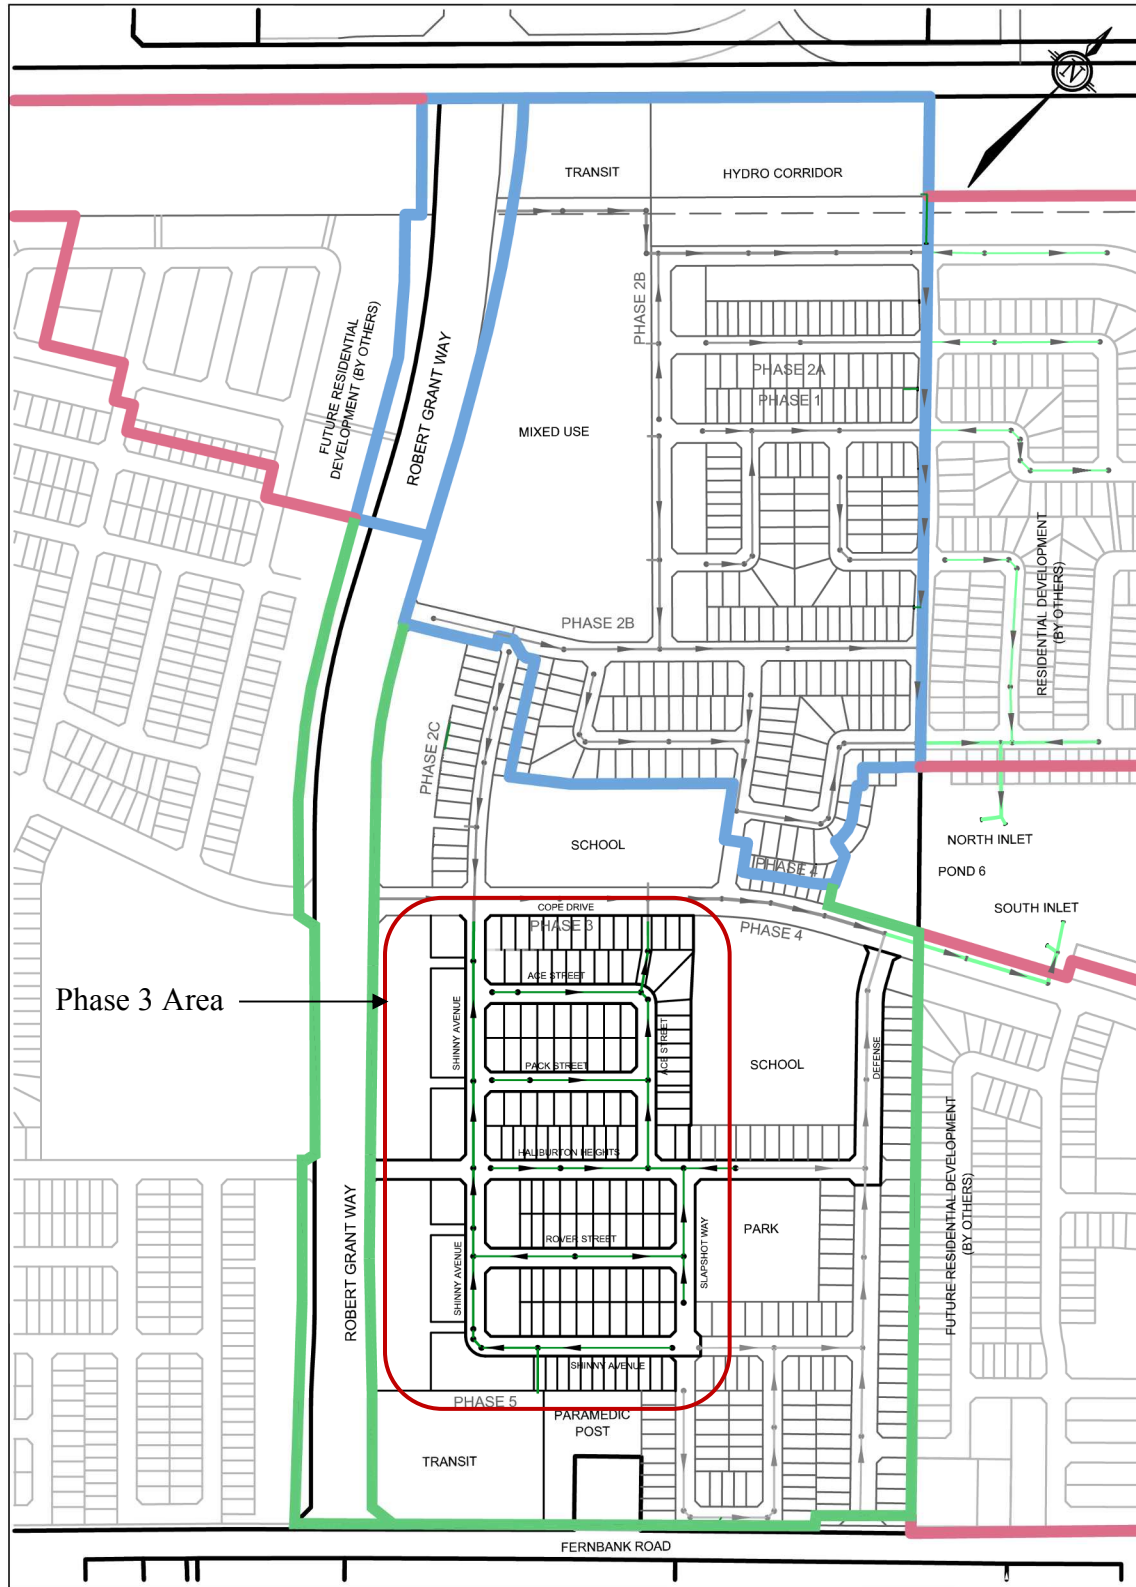 N
TRANSIT
HYDRO CORRIDOR
PHASE 2B
FUTURE RESIDENTIAL
DEVELOPMENT (BY OTHERS)
ROBERT GRANT WAY
PHASE 2A
PHASE 1
MIXED USE
RESIDENTIAL DEVELOPMENT
(BY OTHERS)
PHASE 2B
PHASE 2C
SCHOOL
PHASE 4
NORTH INLET
POND 6
SOUTH INLET
COPE DRIVE
PHASE 3
PHASE 4
ACE STREET
Phase 3 Area
SHINNY AVENUE
ACE STREET
PACK STREET
SCHOOL
DEFENSE
HALIBURTON HEIGHTS
FUTURE RESIDENTIAL DEVELOPMENT
(BY OTHERS)
ROBERT GRANT WAY
SHINNY AVENUE
ROVER STREET
SLAPSHOT WAY
PARK
SHINNY AVENUE
PHASE 5
PARAMEDIC
POST
TRANSIT
FERNBANK ROAD